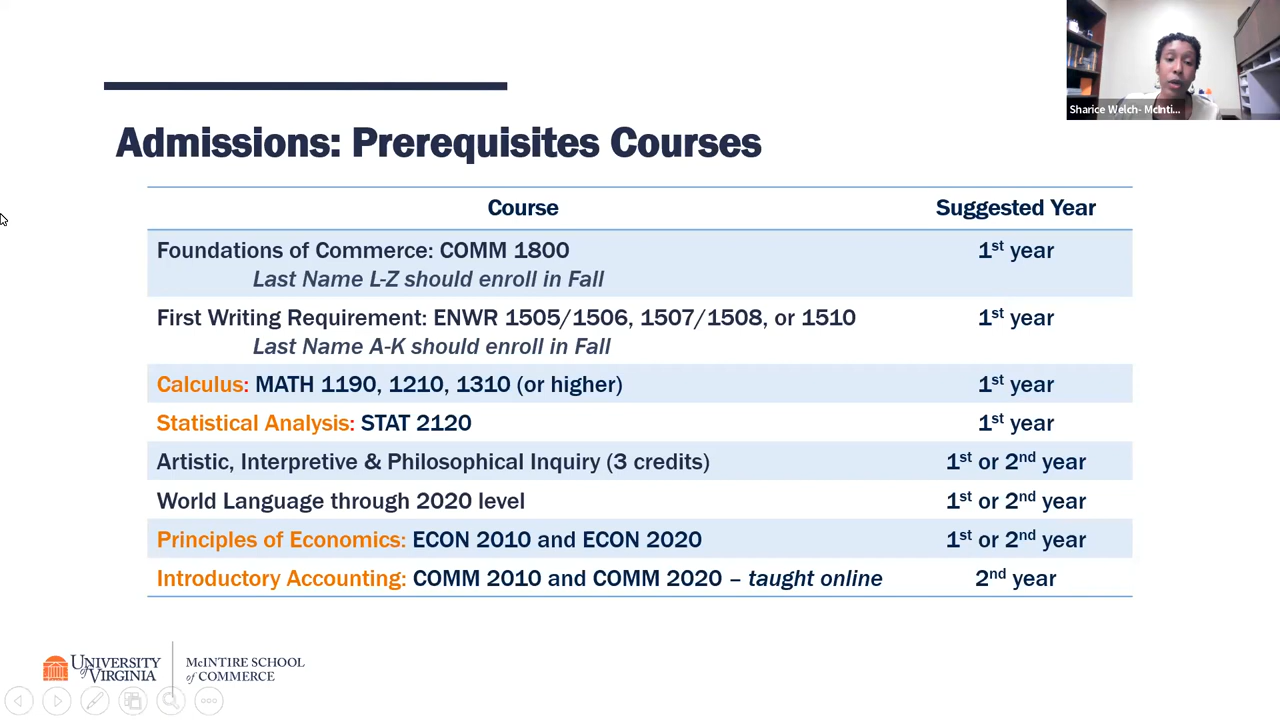 Sharice Welch- McInti...
Admissions: Prerequisites Courses
Course Suggested Year
Foundations of Commerce: COMM 1800 1st year
Last Name L-Z should enroll in Fall
First Writing Requirement: ENWR 1505/1506, 1507/1508, or 1510 1st year
Last Name A-K should enroll in Fall
Calculus: MATH 1190, 1210, 1310 (or higher) 1st year
Statistical Analysis: STAT 2120 1st year
Artistic, Interpretive & Philosophical Inquiry (3 credits) 1st or 2nd year
World Language through 2020 level 1st or 2nd year
Principles of Economics: ECON 2010 and ECON 2020 1st or 2nd year
Introductory Accounting: COMM 2010 and COMM 2020 – taught online 2nd year
UNIVERSITY of VIRGINIA
McINTIRE SCHOOL
of COMMERCE